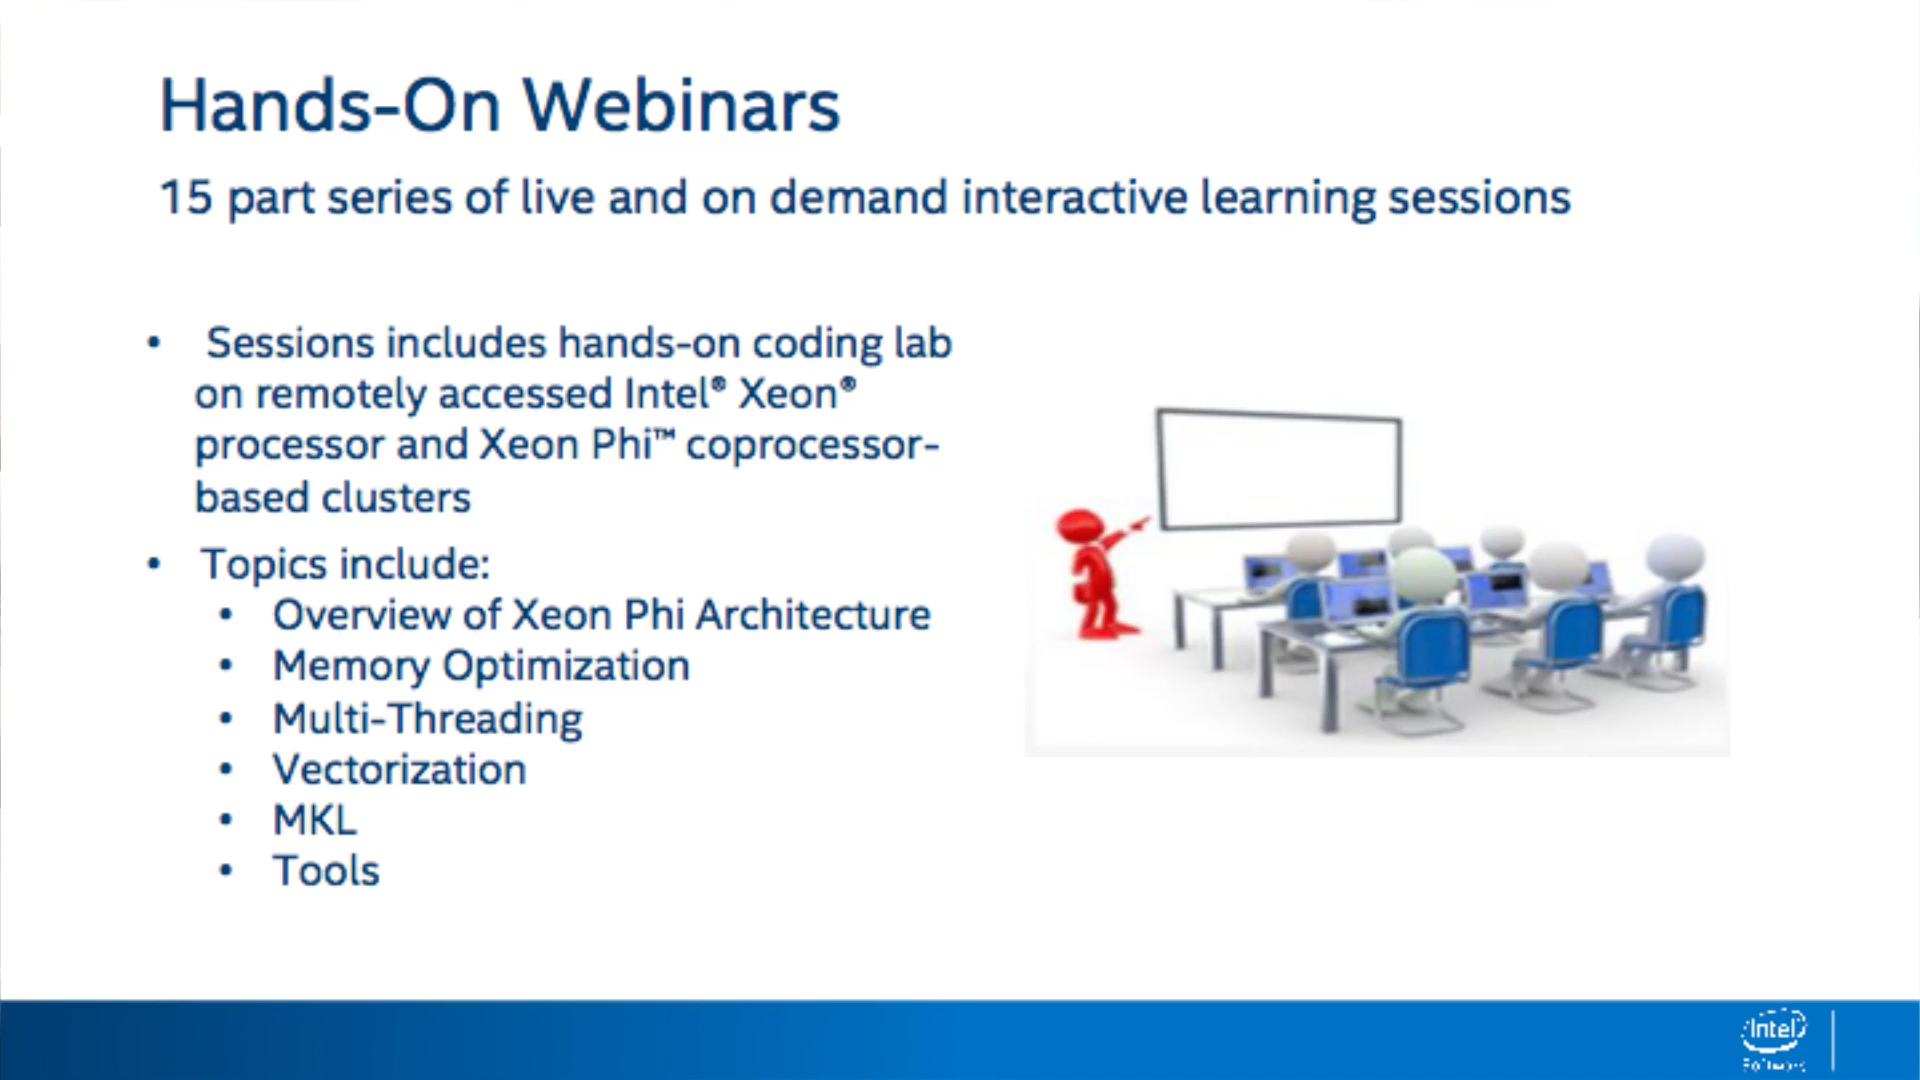 Hands-On Webinars
15 part series of live and on demand interactive learning sessions
• Sessions includes hands-on coding lab
on remotely accessed Intel® Xeon®
processor and Xeon Phi™ coprocessor-
based clusters
• Topics include:
• Overview of Xeon Phi Architecture
• Memory Optimization
• Multi-Threading
• Vectorization
• MKL
• Tools
intel
Software